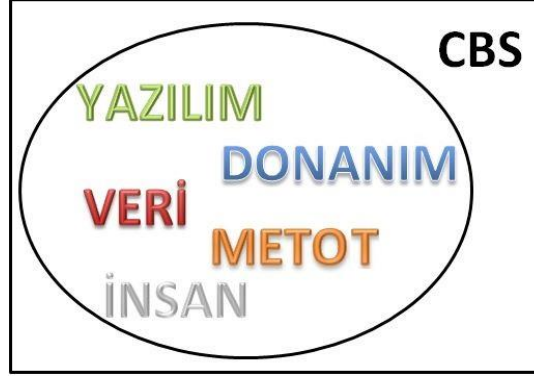 CBS
YAZILIM
DONANIM
VERİ
METOT
İNSAN